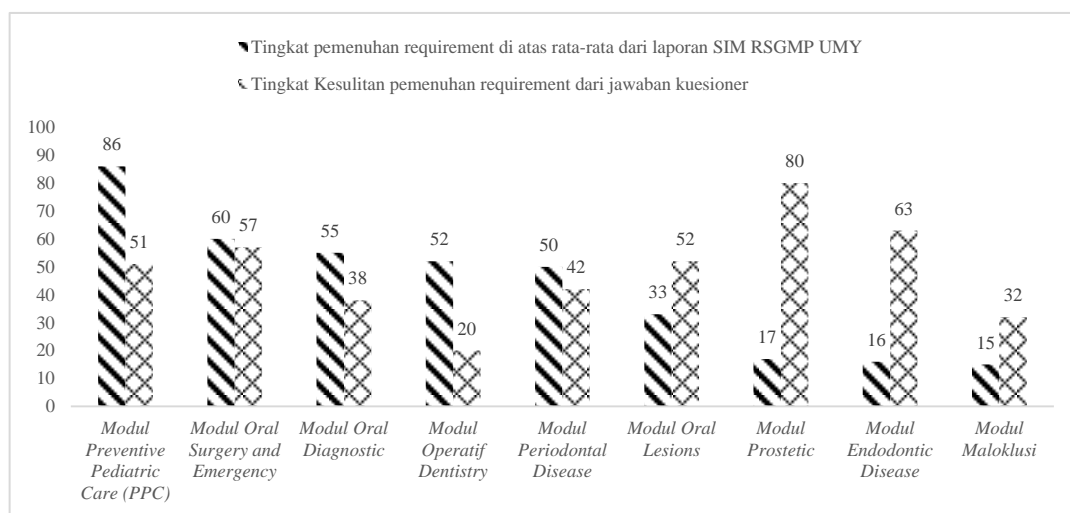 Tingkat pemenuhan requirement di atas rata-rata dari laporan SIM RSGMP UMY
Tingkat Kesulitan pemenuhan requirement dari jawaban kuesioner
100
90
80
70
60
50
40
30
20
10
0
86
51
60
57
55
38
52
20
50
42
33
52
17
80
16
63
15
32
Modul
Preventive
Pediatric
Care (PPC)
Modul Oral
Surgery and
Emergency
Modul Oral
Diagnostic
Modul
Operatif
Dentistry
Modul
Periodontal
Disease
Modul Oral
Lesions
Modul
Prostetic
Modul
Endodontic
Disease
Modul
Maloklusi